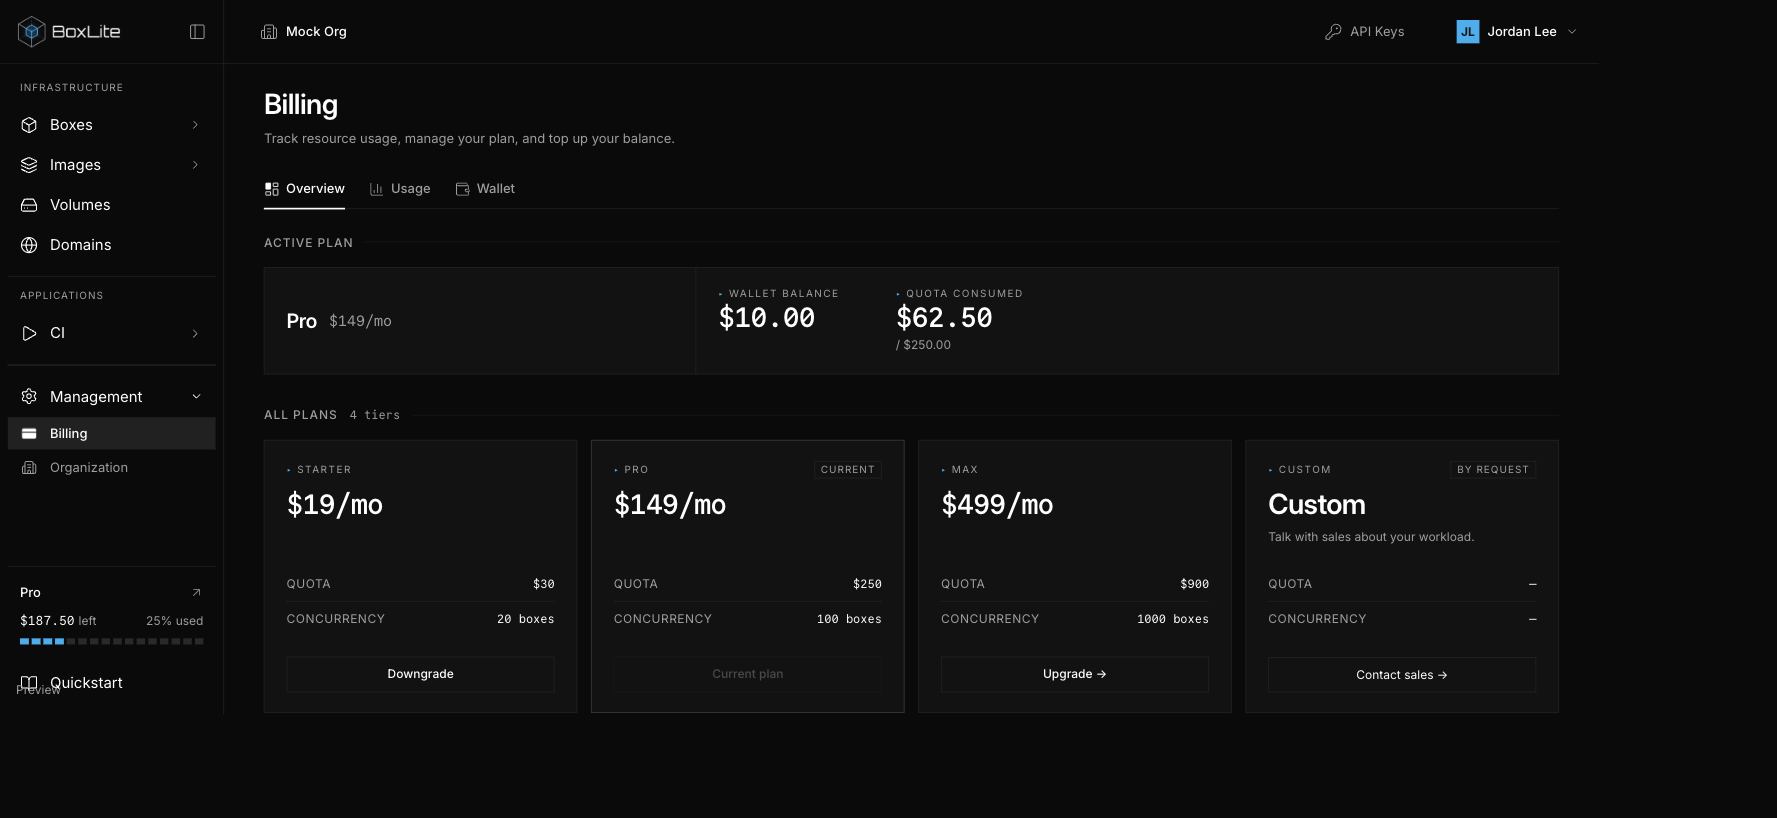 BoxLite
Mock Org
API Keys
JL
Jordan Lee
INFRASTRUCTURE
Boxes
Images
Volumes
Domains
APPLICATIONS
CI
Management
Billing
Organization
Pro
$187.50 left
25% used
Quickstart
Preview
Billing
Track resource usage, manage your plan, and top up your balance.
Overview
Usage
Wallet
ACTIVE PLAN
Pro $149/mo
WALLET BALANCE
$10.00
QUOTA CONSUMED
$62.50
/ $250.00
ALL PLANS 4 tiers
STARTER
$19/mo
QUOTA $30
CONCURRENCY 20 boxes
Downgrade
PRO CURRENT
$149/mo
QUOTA $250
CONCURRENCY 100 boxes
Current plan
MAX
$499/mo
QUOTA $900
CONCURRENCY 1000 boxes
Upgrade →
CUSTOM BY REQUEST
Custom
Talk with sales about your workload.
QUOTA —
CONCURRENCY —
Contact sales →